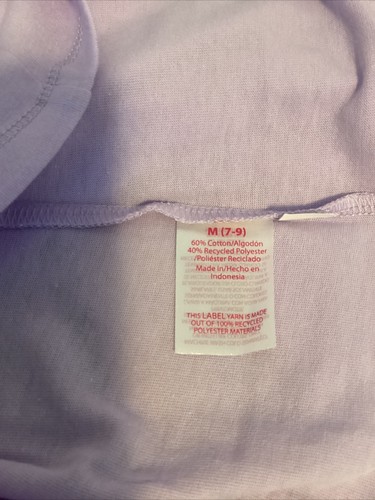 M (7-9)
60% Cotton/Algodón
40% Recycled Polyester
/Poliéster Reciclado
Made in/Hecho en
Indonesia
THIS LABEL YARN IS MADE
OUT OF 100% RECYCLED
POLYESTER MATERIALS